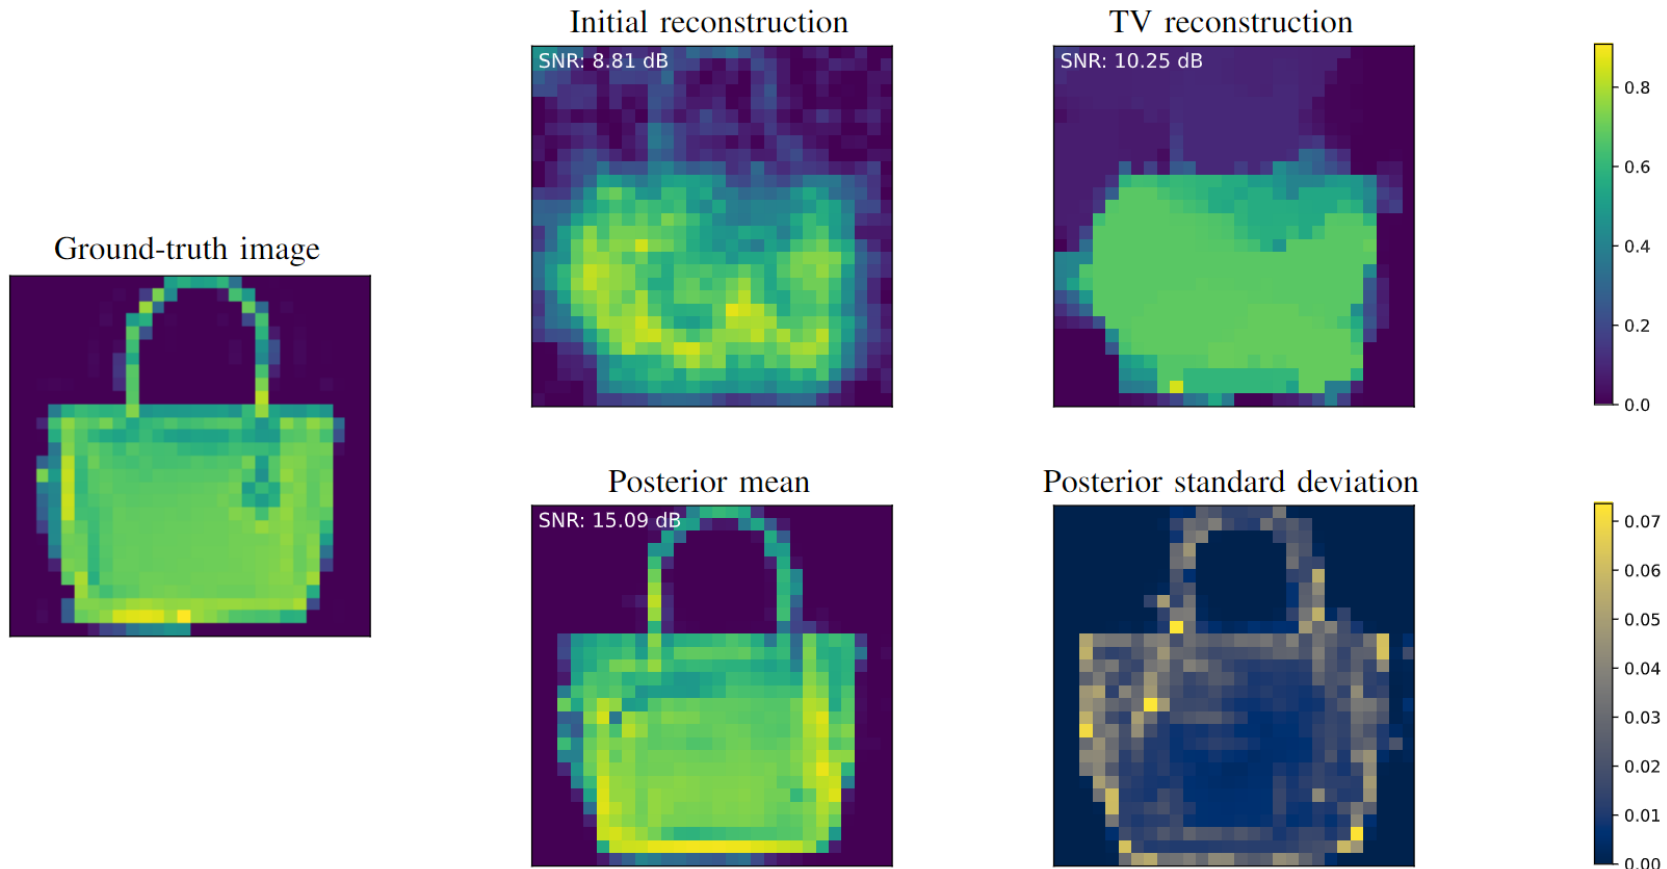 Initial reconstruction
TV reconstruction
SNR: 8.81 dB
SNR: 10.25 dB
0.8
0.6
0.4
0.2
0.0
Ground-truth image
Posterior mean
Posterior standard deviation
SNR: 15.09 dB
0.07
0.06
0.05
0.04
0.03
0.02
0.01
0.00